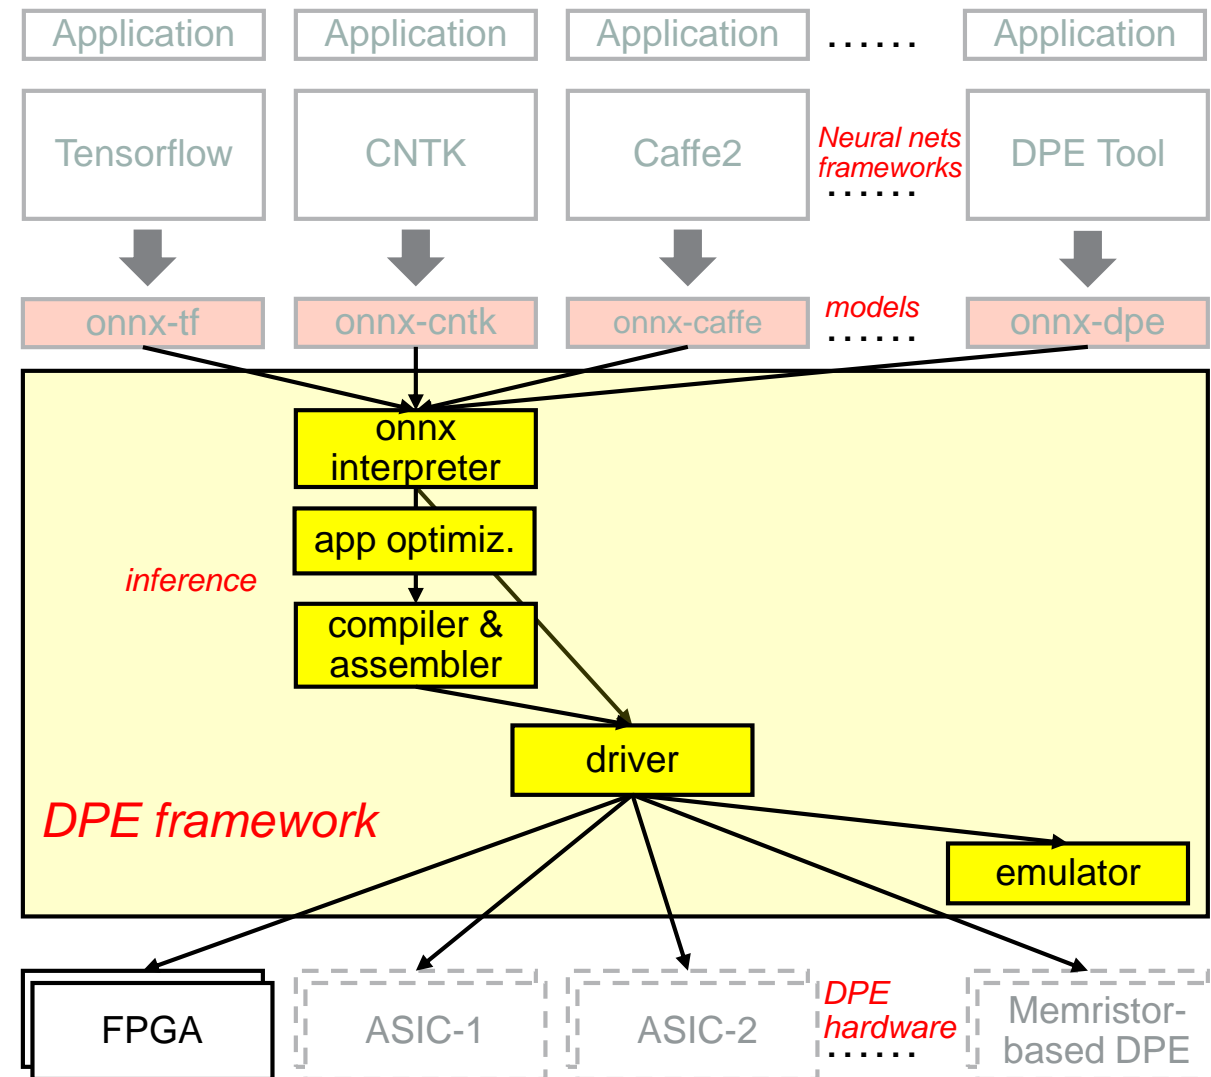 Application Application Application ...... Application
Tensorflow CNTK Caffe2 Neural nets DPE Tool
frameworks
......
onnx-tf onnx-cntk onnx-caffe models onnx-dpe
......
onnx
interpreter
app optimiz.
inference
compiler &
assembler
driver
DPE framework
emulator
FPGA ASIC-1 ASIC-2 DPE
hardware
......
Memristor-
based DPE